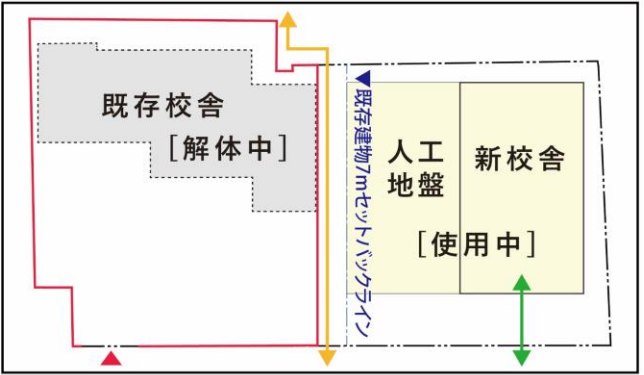 既存校舎
[解体中]
▼既存建物7mセットバックライン
人工
地盤
新校舎
[使用中]